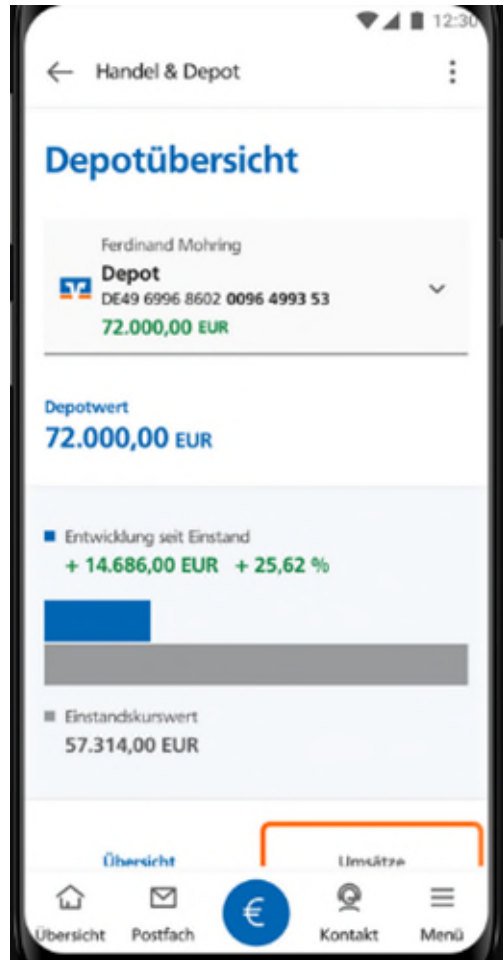 12:30
Handel & Depot
Depotübersicht
Ferdinand Mohring
Depot
DE49 6996 8602 0096 4993 53
72.000,00 EUR
Depotwert
72.000,00 EUR
Entwicklung seit Einstand
+ 14.686,00 EUR + 25,62 %
Einstandskurswert
57.314,00 EUR
Übersicht Umsätze
€
Übersicht Postfach Kontakt Menü